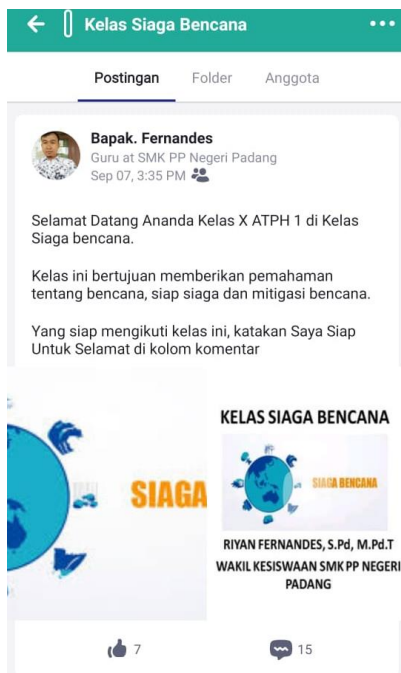 Kelas Siaga Bencana
Postingan Folder Anggota
Bapak. Fernandes
Guru at SMK PP Negeri Padang
Sep 07, 3:35 PM
Selamat Datang Ananda Kelas X ATPH 1 di Kelas
Siaga bencana.
Kelas ini bertujuan memberikan pemahaman
tentang bencana, siap siaga dan mitigasi bencana.
Yang siap mengikuti kelas ini, katakan Saya Siap
Untuk Selamat di kolom komentar
SIAGA
KELAS SIAGA BENCANA
SIAGA BENCANA
RIYAN FERNANDES, S.Pd, M.Pd.T
WAKIL KESISWAAN SMK PP NEGERI
PADANG
7
15